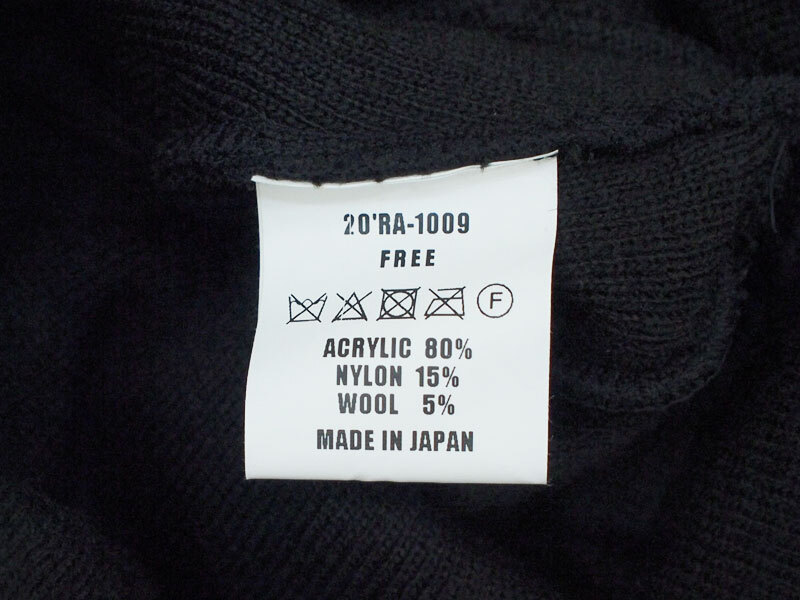 20'RA-1009
FREE
F
ACRYLIC 80%
NYLON 15%
WOOL 5%
MADE IN JAPAN